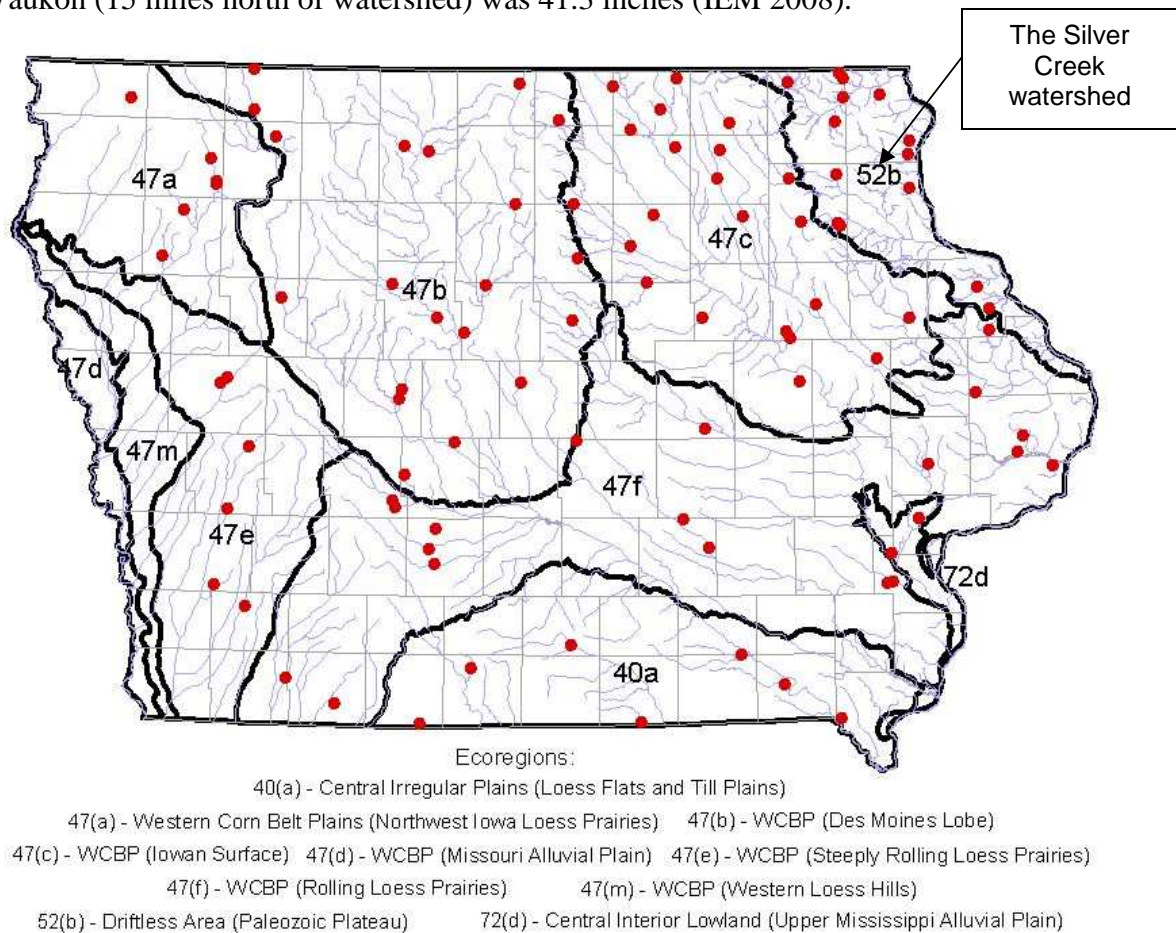 (15 miles north of watershed) was 41.3 inches (IEM 2008).
The Silver
Creek
watershed
47a
52b
47c
47b
47d
47m
47f
47e
72d
40a
Ecoregions:
40(a) - Central Irregular Plains (Loess Flats and Till Plains)
47(a) - Western Corn Belt Plains (Northwest Iowa Loess Prairies) 47(b) - WCBP (Des Moines Lobe)
47(c) - WCBP (Iowan Surface) 47(d) - WCBP (Missouri Alluvial Plain) 47(e) - WCBP (Steeply Rolling Loess Prairies)
47(f) - WCBP (Rolling Loess Prairies) 47(m) - WCBP (Western Loess Hills)
52(b) - Driftless Area (Paleozoic Plateau) 72(d) - Central Interior Lowland (Upper Mississippi Alluvial Plain)